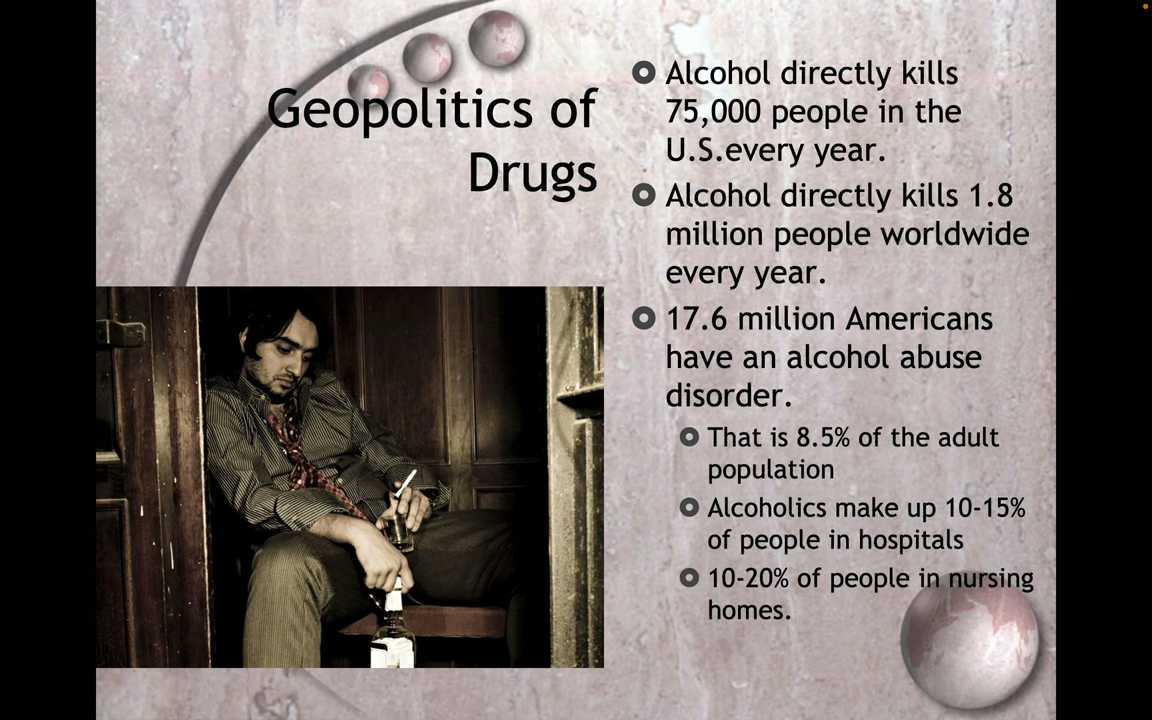 Geopolitics of
Drugs
Alcohol directly kills
75,000 people in the
U.S.every year.
Alcohol directly kills 1.8
million people worldwide
every year.
17.6 million Americans
have an alcohol abuse
disorder.
That is 8.5% of the adult
population
Alcoholics make up 10-15%
of people in hospitals
10-20% of people in nursing
homes.